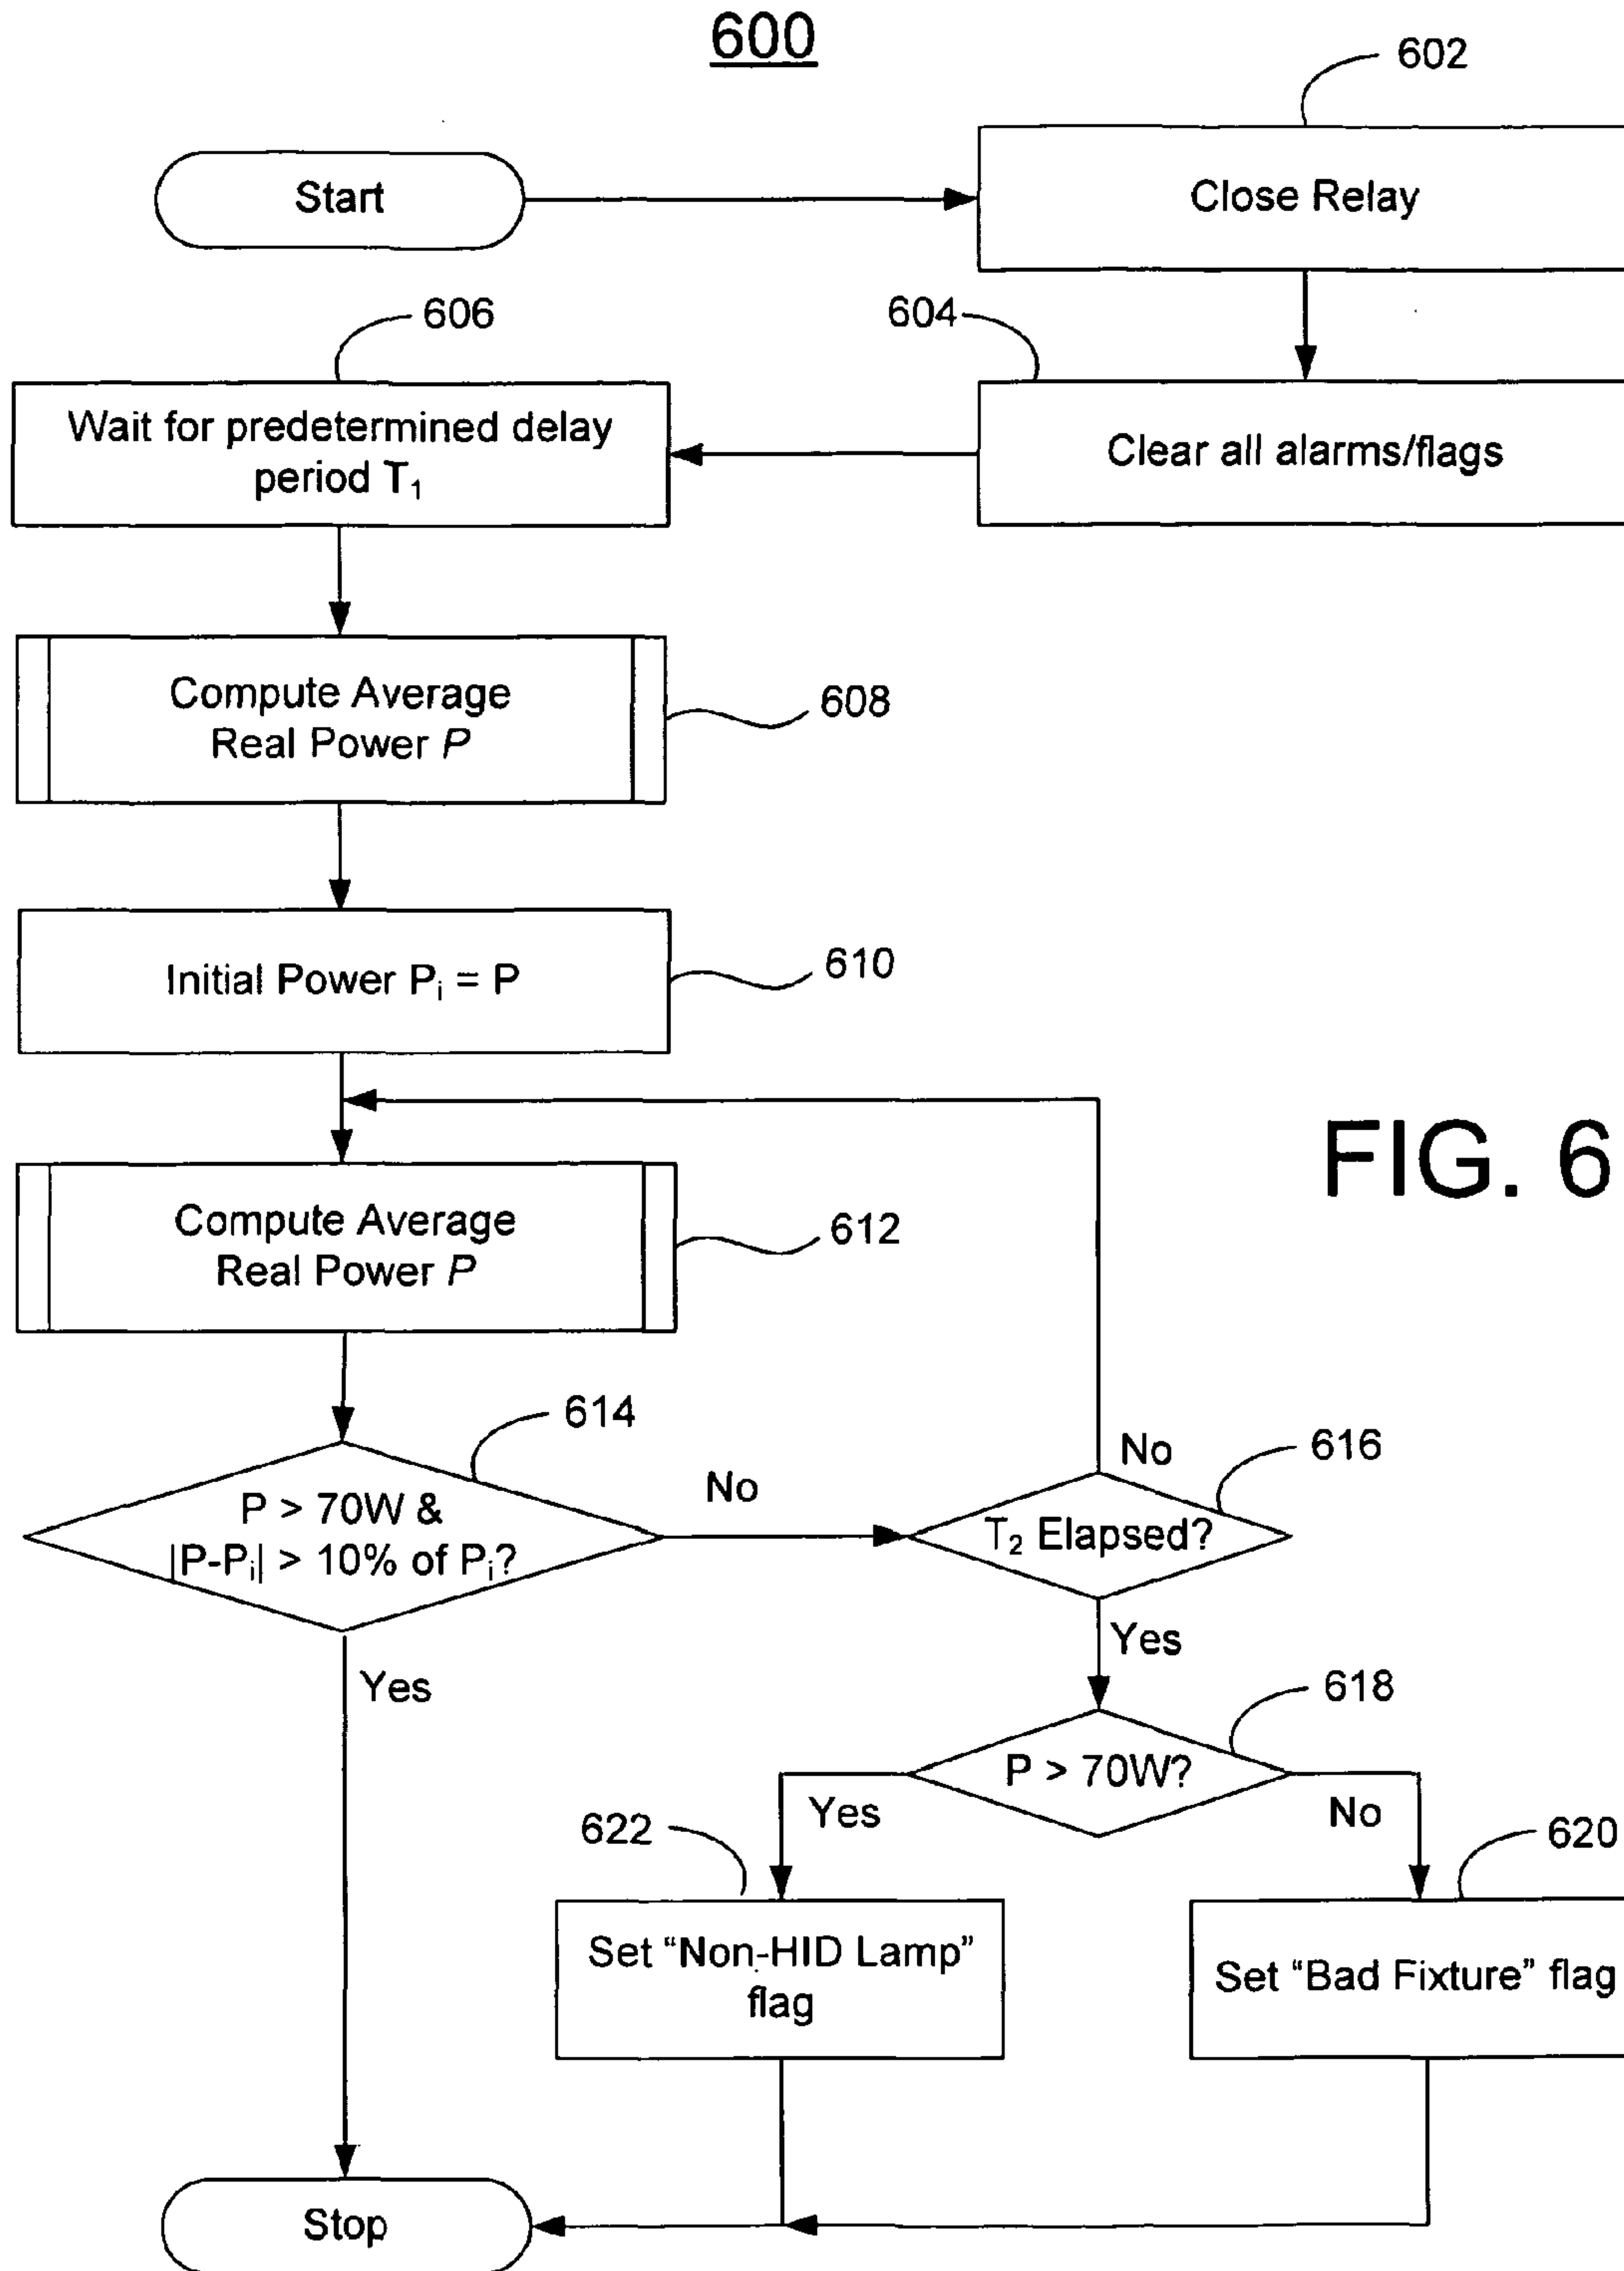 600
602
Start
Close Relay
606
604
Wait for predetermined delay
period T₁
Clear all alarms/flags
Compute Average
Real Power P
608
Initial Power Pᵢ = P
610
FIG. 6
Compute Average
Real Power P
612
614
P > 70W &
|P-Pᵢ| > 10% of Pᵢ?
No
No
616
T₂ Elapsed?
Yes
Yes
618
P > 70W?
Yes
No
622
620
Set “Non-HID Lamp”
flag
Set “Bad Fixture” flag
Stop